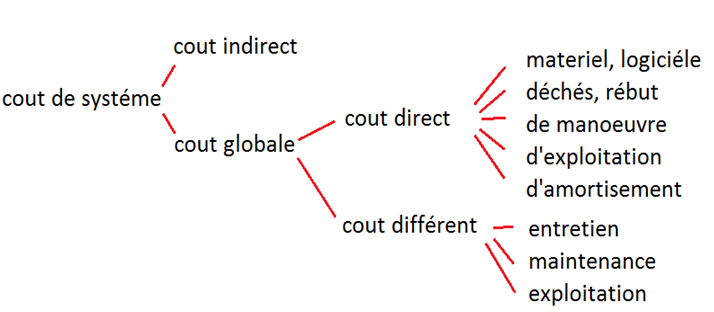 cout indirect
cout de systéme
cout globale
cout direct
materiel, logiciéle
déchés, rébut
de manoeuvre
d'exploitation
d'amortisement
cout différent
entretien
maintenance
exploitation